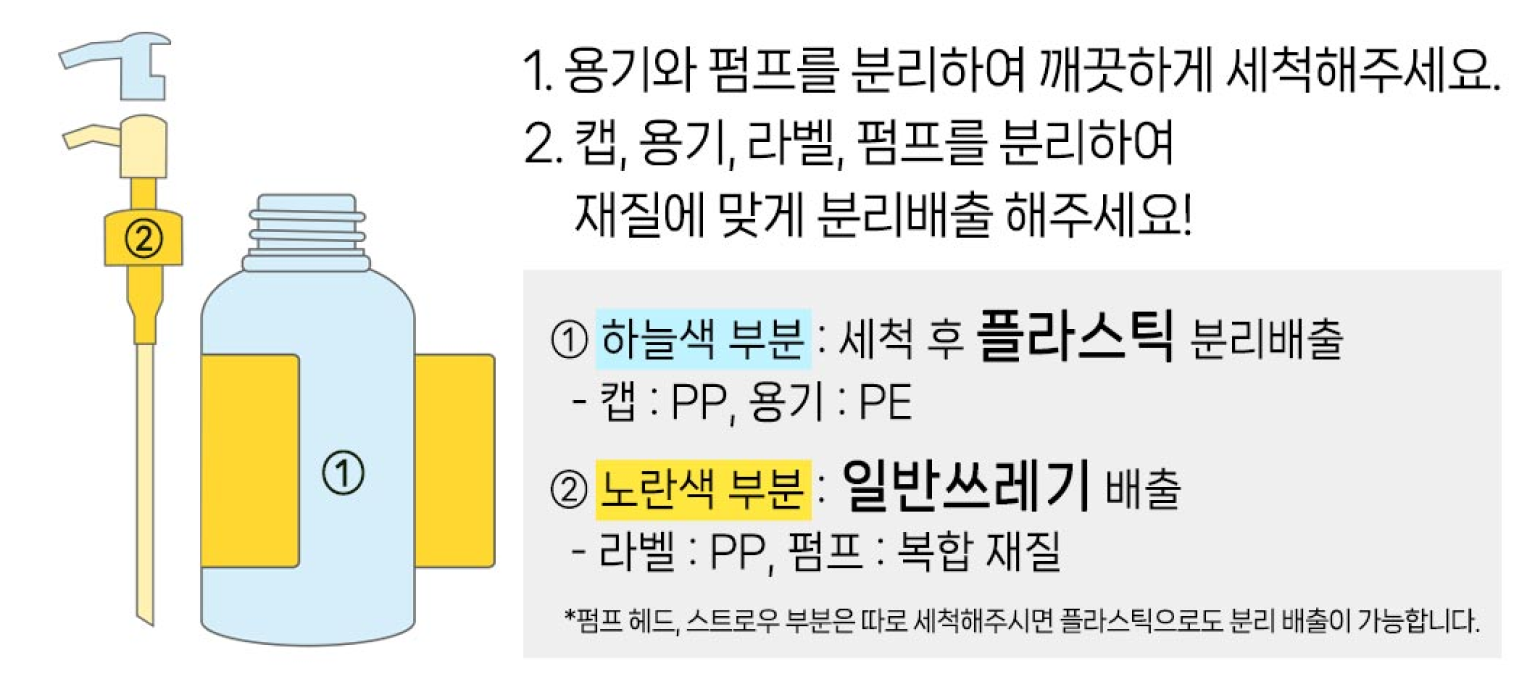 1. 용기와 펌프를 분리하여 깨끗하게 세척해주세요.
2. 캡, 용기, 라벨, 펌프를 분리하여
재질에 맞게 분리배출 해주세요!
②
①
① 하늘색 부분 : 세척 후 플라스틱 분리배출
- 캡 : PP, 용기 : PE
② 노란색 부분 : 일반쓰레기 배출
- 라벨 : PP, 펌프 : 복합 재질
*펌프 헤드, 스트로우 부분은 따로 세척해주시면 플라스틱으로도 분리 배출이 가능합니다.